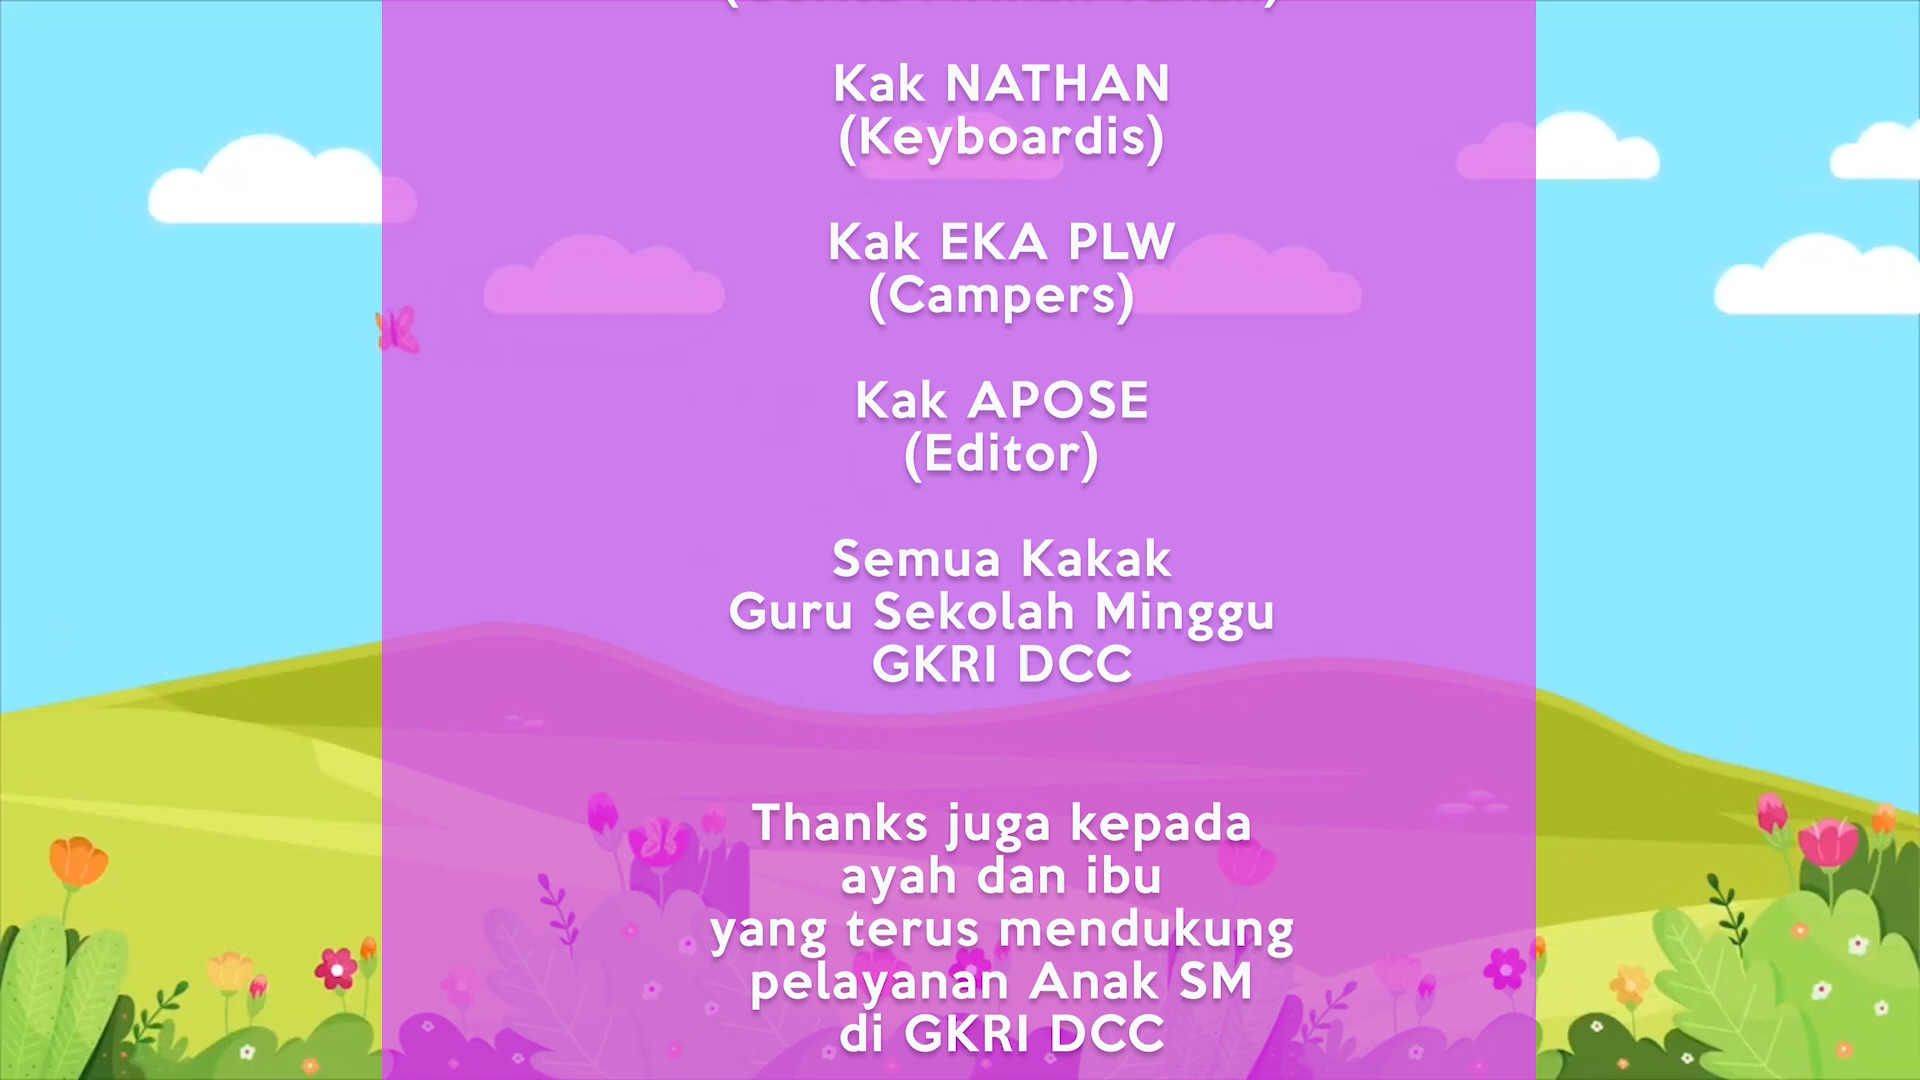 Kak NATHAN
(Keyboardis)
Kak EKA PLW
(Campers)
Kak APOSE
(Editor)
Semua Kakak
Guru Sekolah Minggu
GKRI DCC
Thanks juga kepada
ayah dan ibu
yang terus mendukung
pelayanan Anak SM
di GKRI DCC